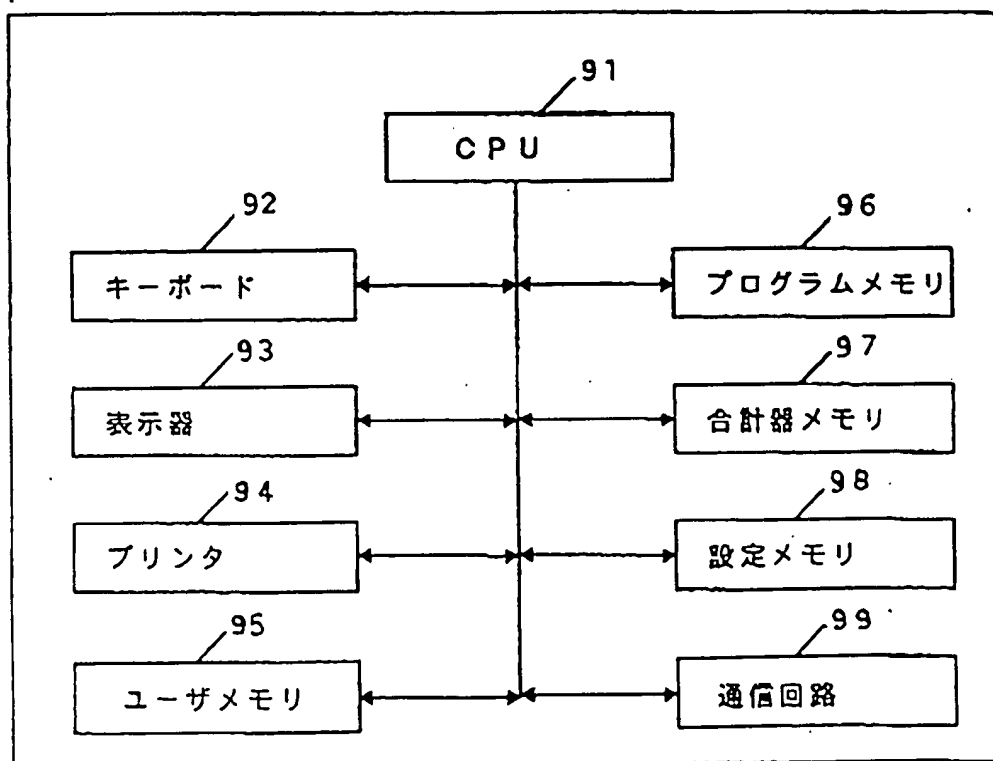 91
CPU
92
96
キーボード
プログラムメモリ
93
97
表示器
合計器メモリ
94
98
プリンタ
設定メモリ
95
99
ユーザメモリ
通信回路